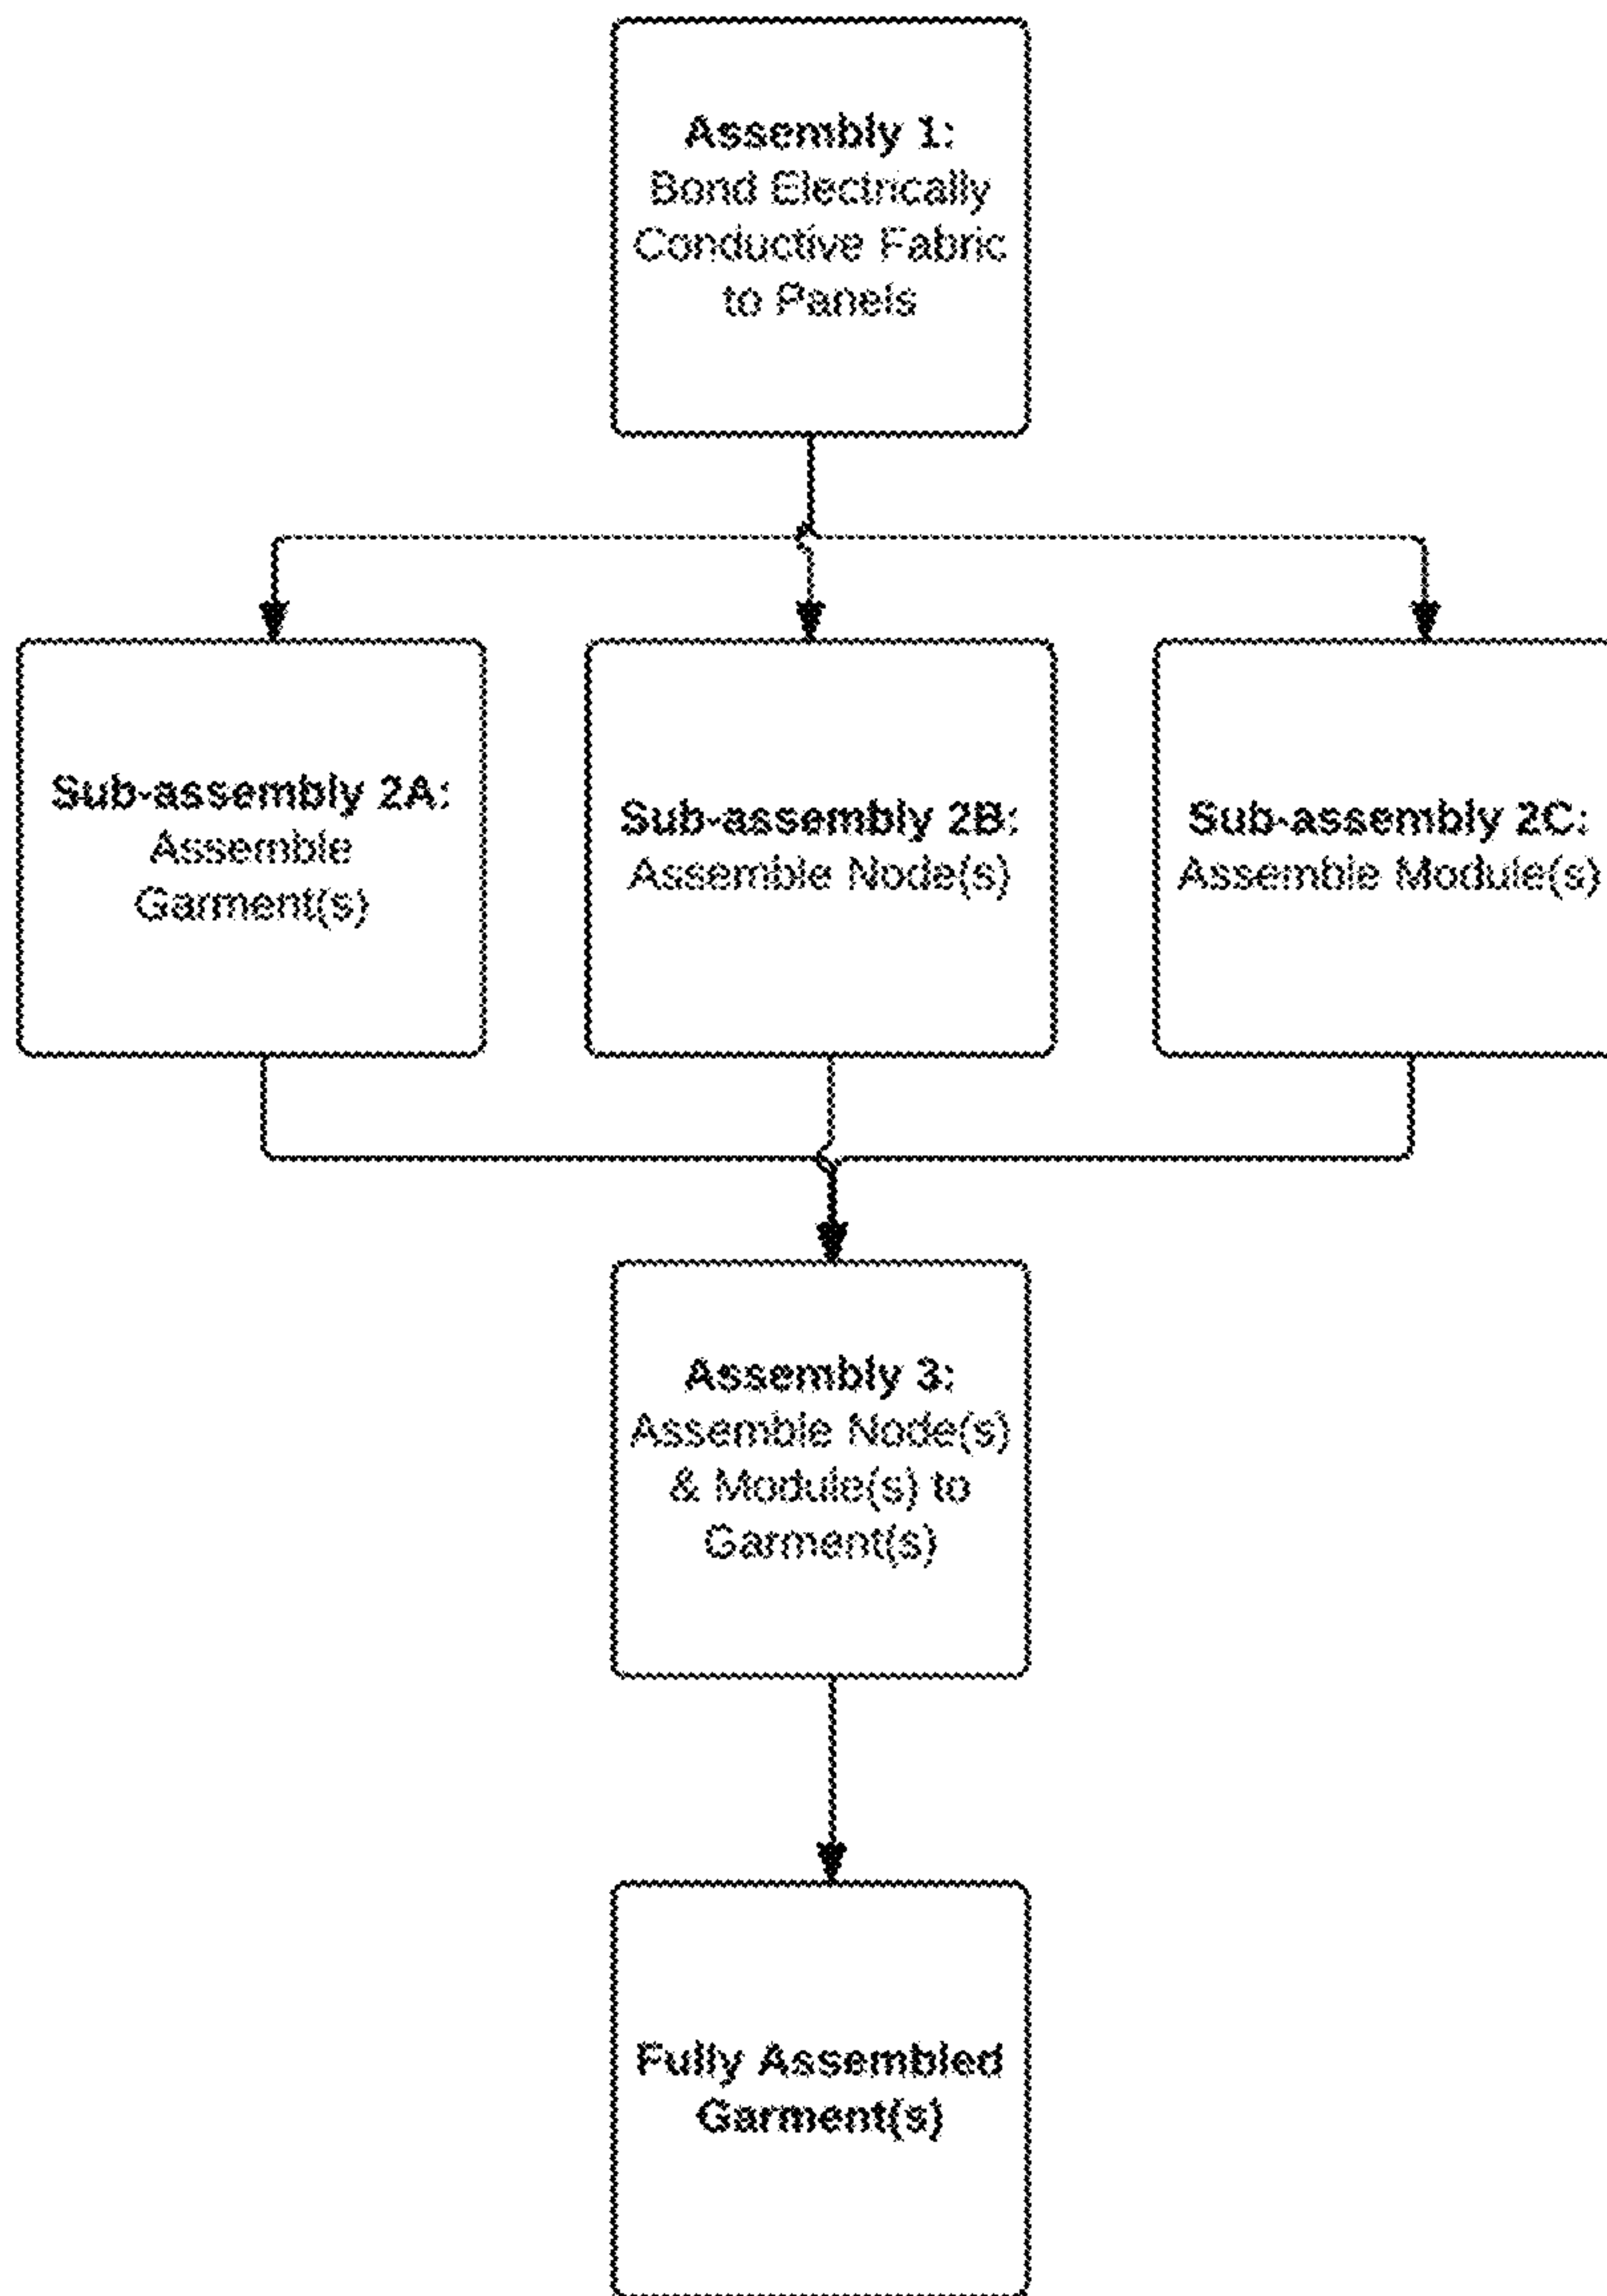 Assembly 1:
Bond Electrically
Conductive Fabric
to Panels
Sub-assembly 2A:
Assemble
Garment(s)
Sub-assembly 2B:
Assemble Node(s)
Sub-assembly 2C:
Assemble Module(s)
Assembly 3:
Assemble Node(s)
& Module(s) to
Garment(s)
Fully Assembled
Garment(s)